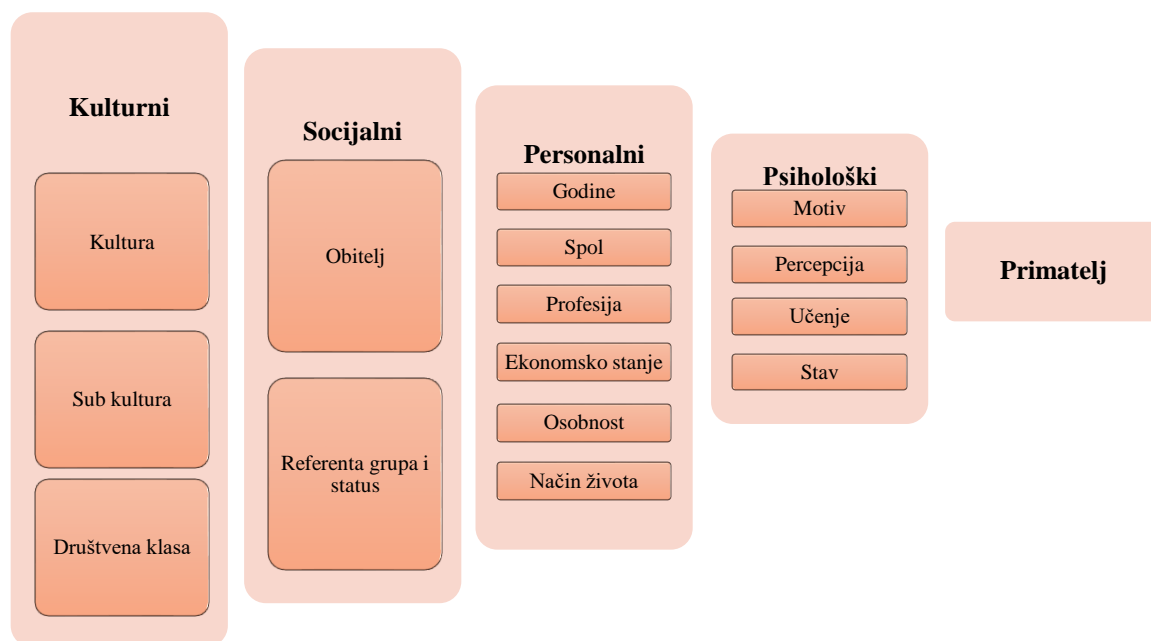 Kulturni
Kultura
Sub kultura
Društvena klasa
Socijalni
Obitelj
Referenta grupa i
status
Personalni
Godine
Spol
Profesija
Ekonomsko stanje
Osobnost
Način života
Psihološki
Motiv
Percepcija
Učenje
Stav
Primatelj